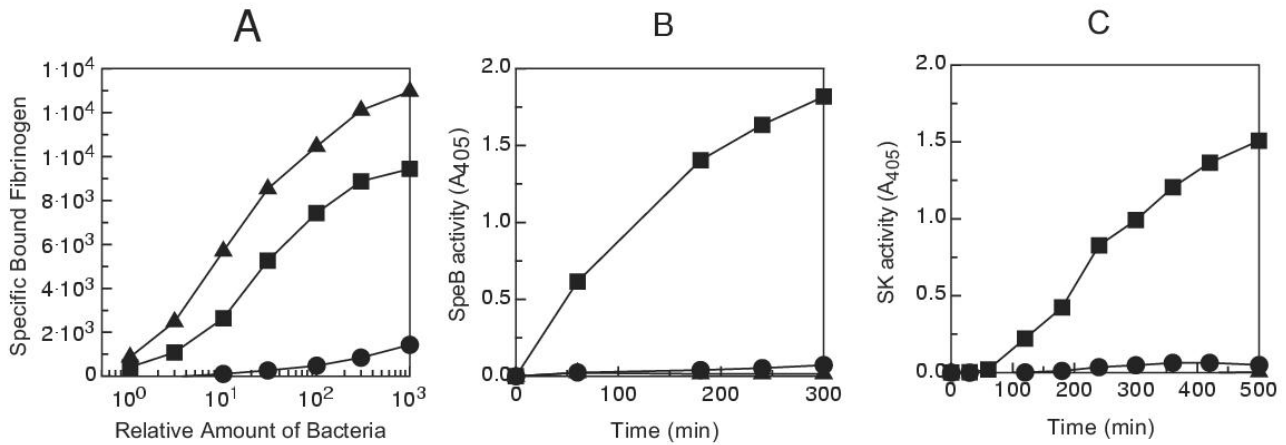 A
B
C
Specific Bound Fibrinogen
1·10⁴
1·10⁴
1·10⁴
8·10³
6·10³
4·10³
2·10³
0
10⁰ 10¹ 10² 10³
Relative Amount of Bacteria
SpeB activity (A₄₀₅)
2.0
1.5
1.0
0.5
0.0
0 100 200 300
Time (min)
SK activity (A₄₀₅)
2.0
1.5
1.0
0.5
0.0
0 100 200 300 400 500
Time (min)